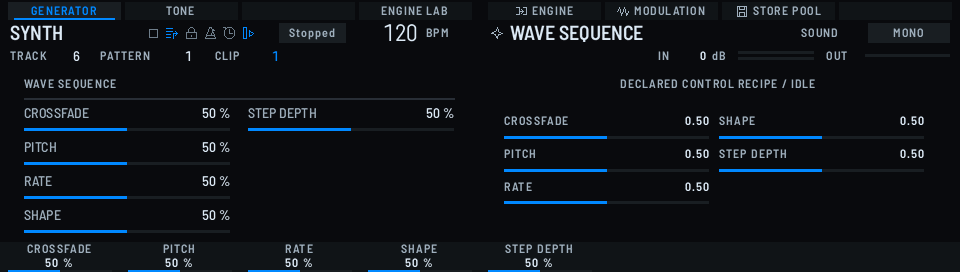 GENERATOR TONE ENGINE LAB ENGINE MODULATION STORE POOL
SYNTH Stopped 120 BPM WAVE SEQUENCE SOUND MONO
TRACK 6 PATTERN 1 CLIP 1 IN 0 dB OUT
WAVE SEQUENCE DECLARED CONTROL RECIPE / IDLE
CROSSFADE 50 % STEP DEPTH 50 %
CROSSFADE 0.50 SHAPE 0.50
PITCH 50 %
PITCH 0.50 STEP DEPTH 0.50
RATE 50 %
RATE 0.50
SHAPE 50 %
CROSSFADE PITCH RATE SHAPE STEP DEPTH
50 % 50 % 50 % 50 % 50 %